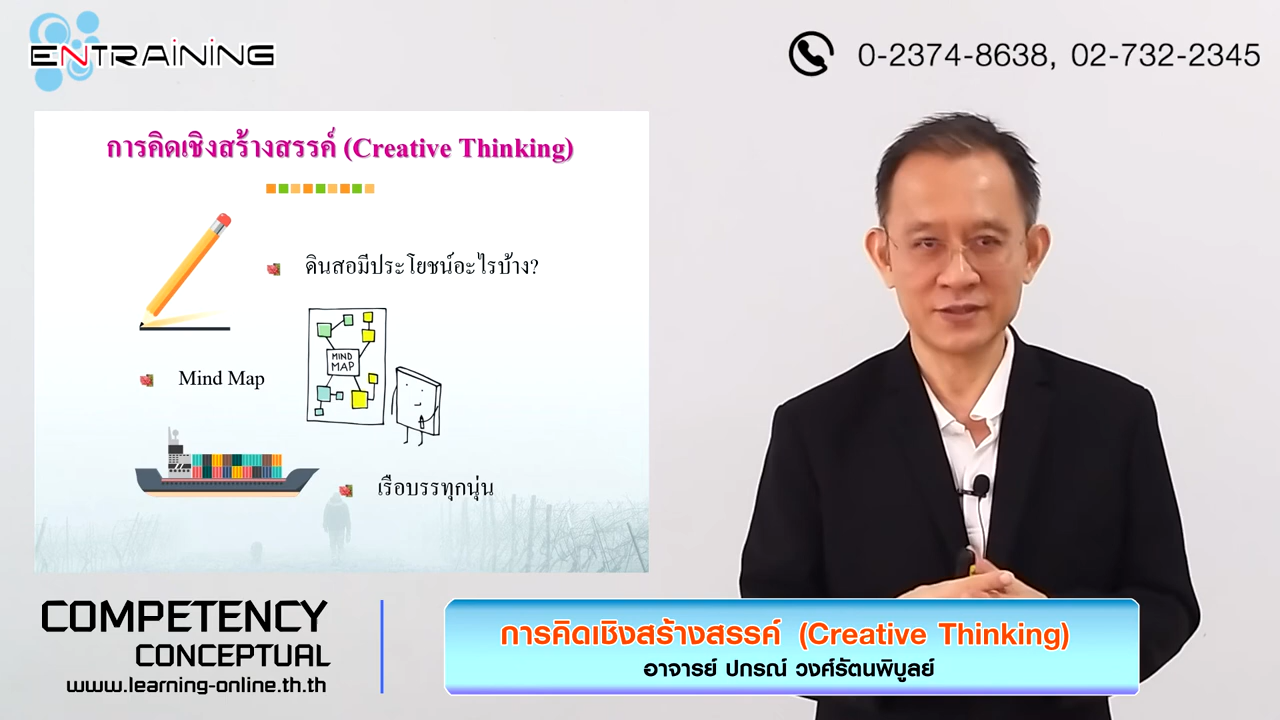 ENTRAINING
0-2374-8638, 02-732-2345
การคิดเชิงสร้างสรรค์ (Creative Thinking)
ดินสอมีประโยชน์อะไรบ้าง?
MIND
MAP
Mind Map
เรือบรรทุกนุ่น
COMPETENCY
CONCEPTUAL
www.learning-online.th.th
การคิดเชิงสร้างสรรค์ (Creative Thinking)
อาจารย์ ปกรณ์ วงศ์รัตนพิบูลย์